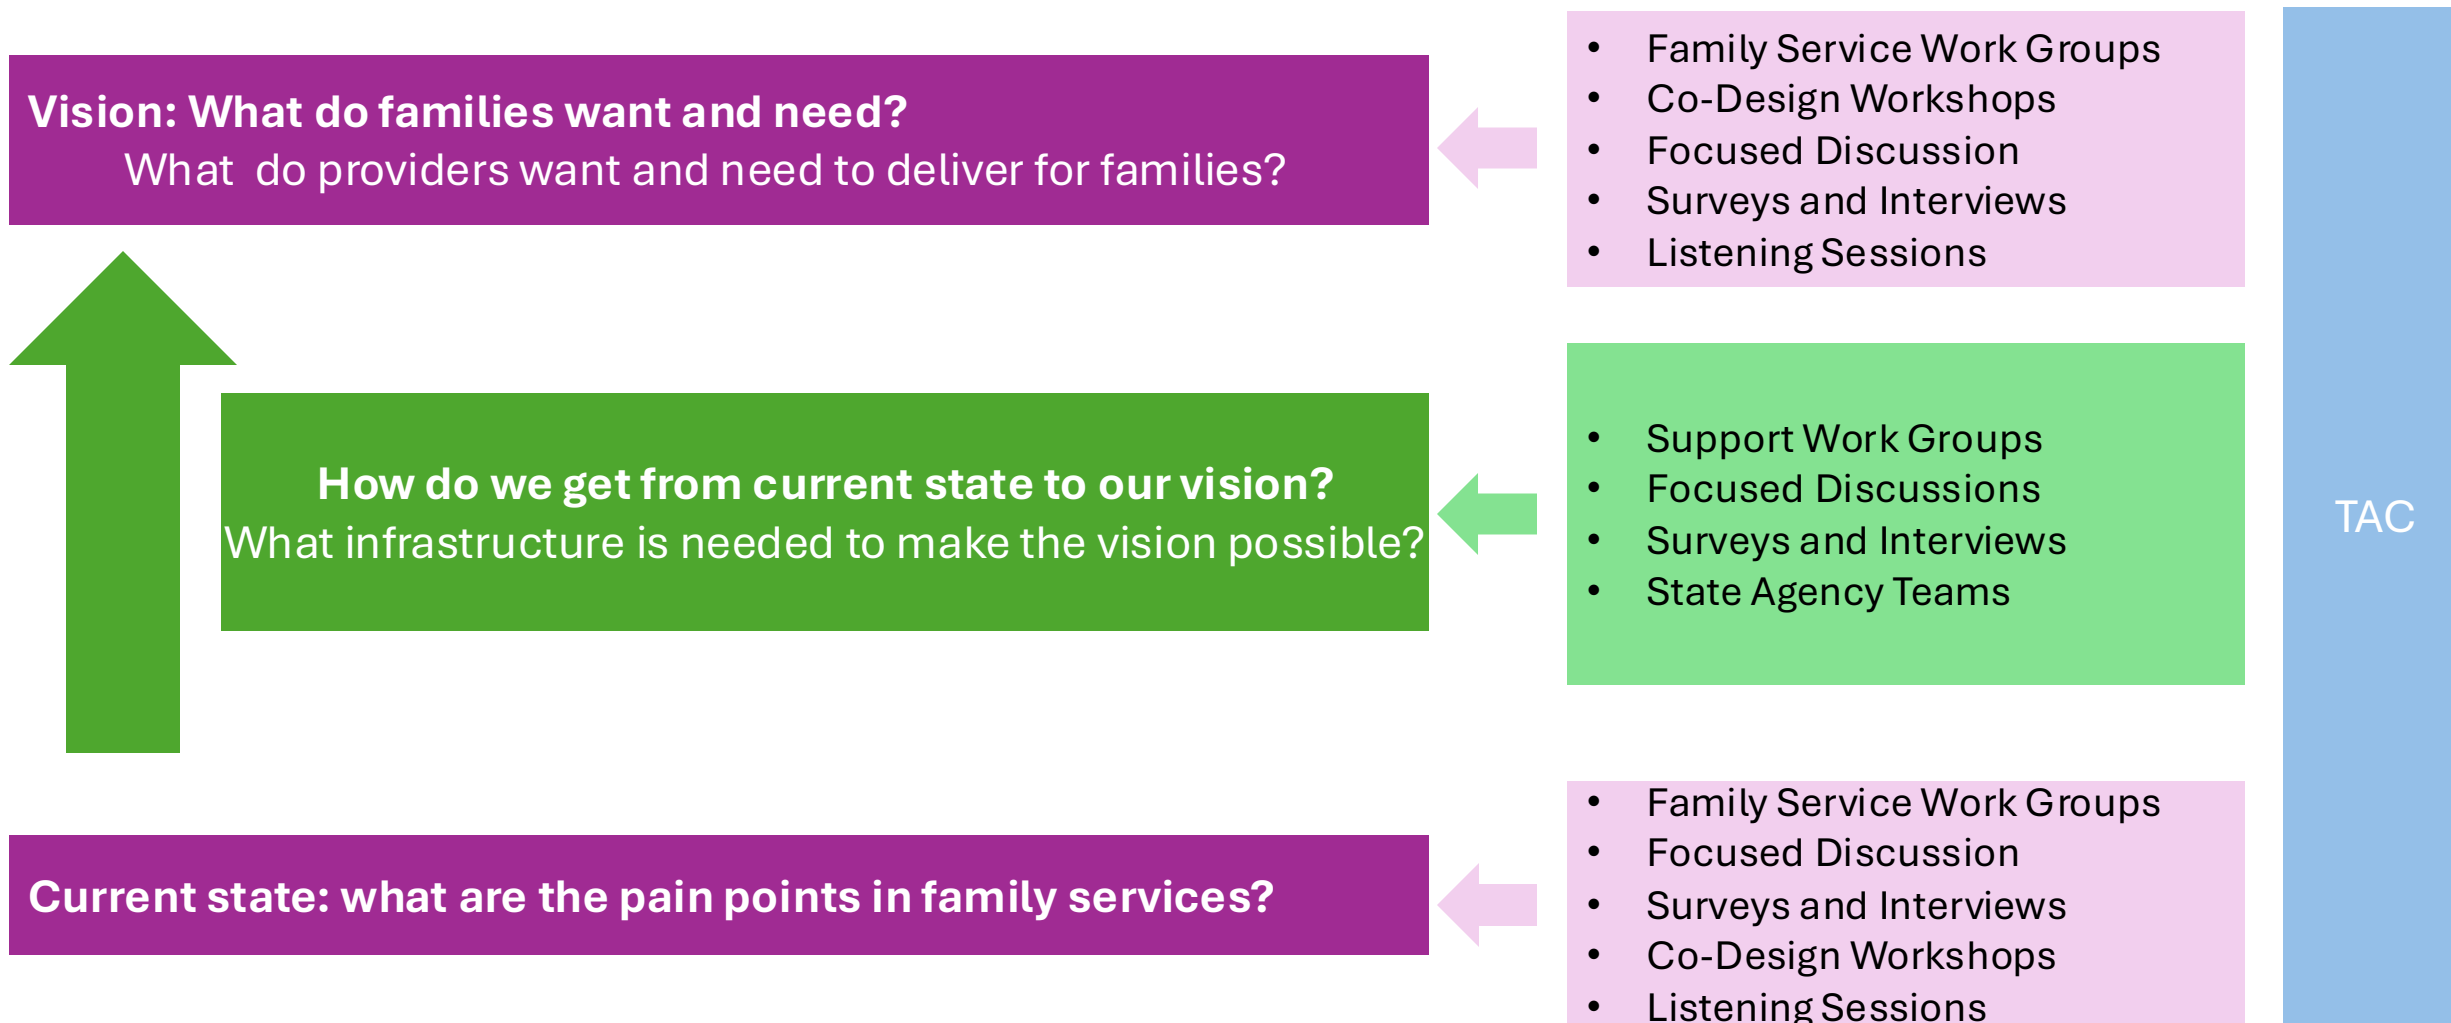 Vision: What do families want and need?
What do providers want and need to deliver for families?
• Family Service Work Groups
• Co-Design Workshops
• Focused Discussion
• Surveys and Interviews
• Listening Sessions
How do we get from current state to our vision?
What infrastructure is needed to make the vision possible?
• Support Work Groups
• Focused Discussions
• Surveys and Interviews
• State Agency Teams
TAC
Current state: what are the pain points in family services?
• Family Service Work Groups
• Focused Discussion
• Surveys and Interviews
• Co-Design Workshops
• Listening Sessions